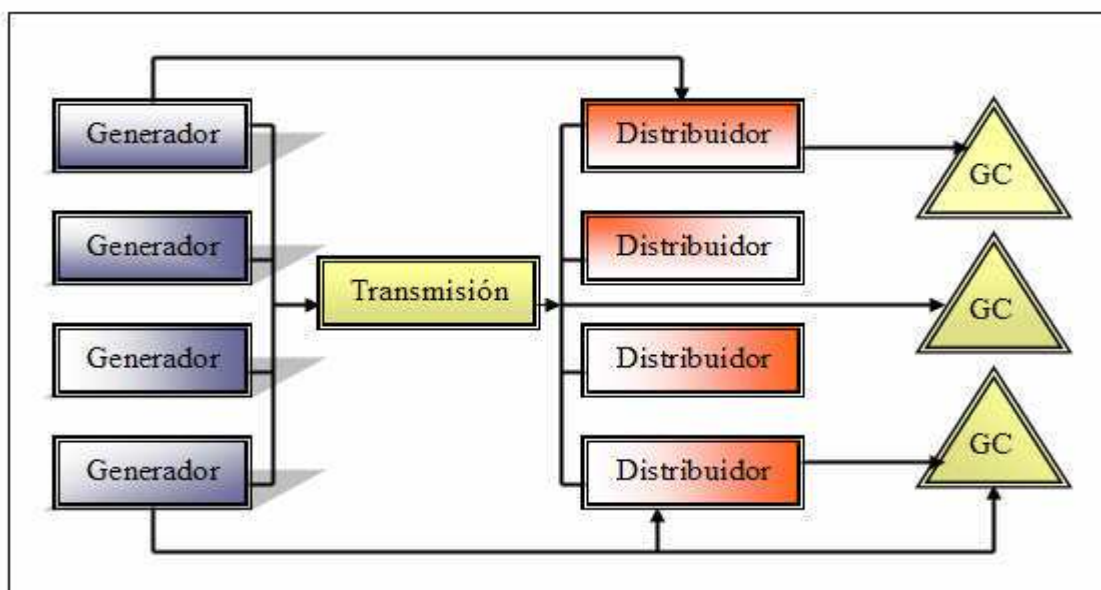 Generador
Distribuidor
GC
Generador
Distribuidor
Transmisión
GC
Generador
Distribuidor
Generador
Distribuidor
GC